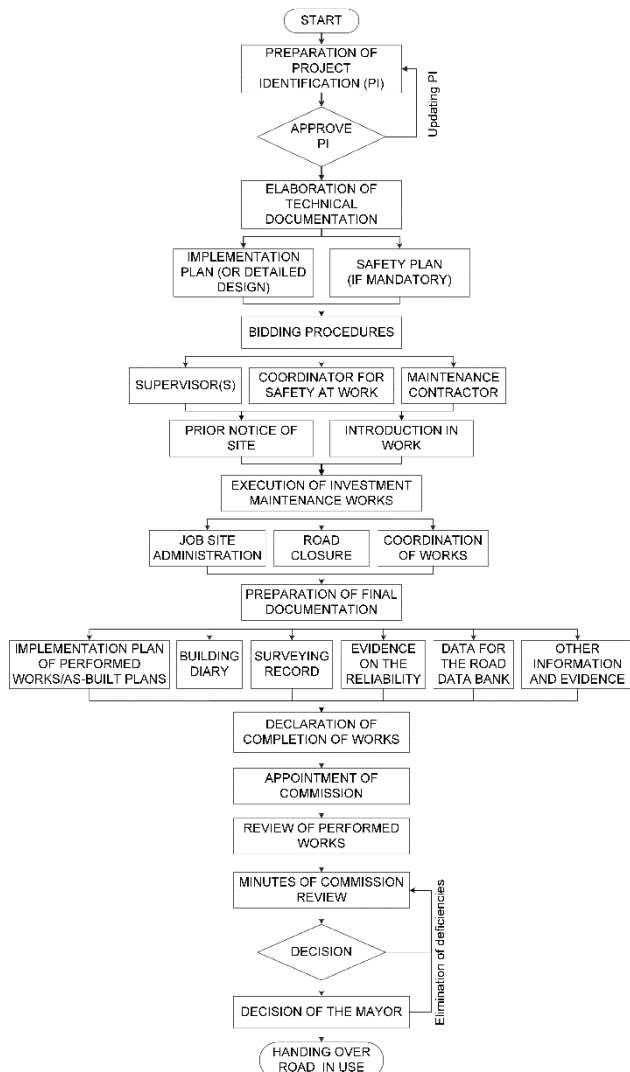 START
PREPARATION OF
PROJECT
IDENTIFICATION (PI)
Updating PI
APPROVE
PI
ELABORATION OF
TECHNICAL
DOCUMENTATION
IMPLEMENTATION
PLAN (OR DETAILED
DESIGN)
SAFETY PLAN
(IF MANDATORY)
BIDDING PROCEDURES
SUPERVISOR(S)
COORDINATOR FOR
SAFETY AT WORK
MAINTENANCE
CONTRACTOR
PRIOR NOTICE OF
SITE
INTRODUCTION IN
WORK
EXECUTION OF INVESTMENT
MAINTENANCE WORKS
JOB SITE
ADMINISTRATION
ROAD
CLOSURE
COORDINATION
OF WORKS
PREPARATION OF FINAL
DOCUMENTATION
IMPLEMENTATION PLAN
OF PERFORMED
WORKS/AS-BUILT PLANS
BUILDING
DIARY
SURVEYING
RECORD
EVIDENCE
ON THE
RELIABILITY
DATA FOR
THE ROAD
DATA BANK
OTHER
INFORMATION
AND EVIDENCE
DECLARATION OF
COMPLETION OF WORKS
APPOINTMENT OF
COMMISSION
REVIEW OF PERFORMED
WORKS
MINUTES OF COMMISSION
REVIEW
DECISION
Elimination of deficiencies
DECISION OF THE MAYOR
HANDING OVER
ROAD IN USE